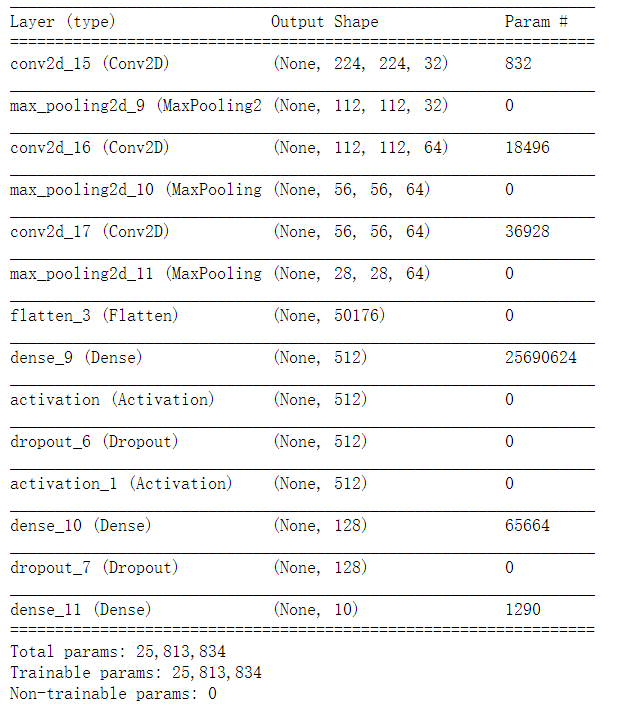 Layer (type) Output Shape Param #
conv2d_15 (Conv2D) (None, 224, 224, 32) 832
max_pooling2d_9 (MaxPooling2 (None, 112, 112, 32) 0
conv2d_16 (Conv2D) (None, 112, 112, 64) 18496
max_pooling2d_10 (MaxPooling (None, 56, 56, 64) 0
conv2d_17 (Conv2D) (None, 56, 56, 64) 36928
max_pooling2d_11 (MaxPooling (None, 28, 28, 64) 0
flatten_3 (Flatten) (None, 50176) 0
dense_9 (Dense) (None, 512) 25690624
activation (Activation) (None, 512) 0
dropout_6 (Dropout) (None, 512) 0
activation_1 (Activation) (None, 512) 0
dense_10 (Dense) (None, 128) 65664
dropout_7 (Dropout) (None, 128) 0
dense_11 (Dense) (None, 10) 1290
Total params: 25,813,834
Trainable params: 25,813,834
Non-trainable params: 0